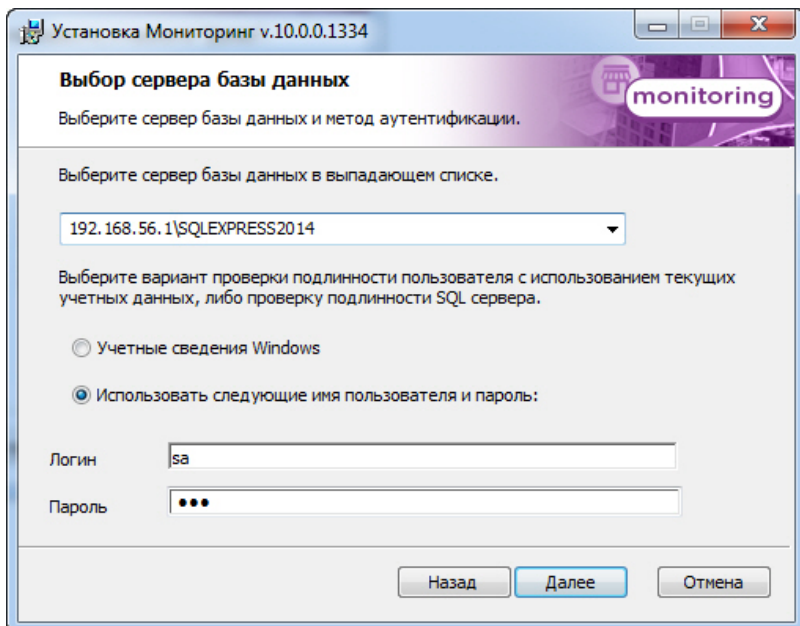 Установка Мониторинг v.10.0.0.1334
Выбор сервера базы данных
Выберите сервер базы данных и метод аутентификации.
monitoring
Выберите сервер базы данных в выпадающем списке.
192.168.56.1\SQLEXPRESS2014
Выберите вариант проверки подлинности пользователя с использованием текущих
учетных данных, либо проверку подлинности SQL сервера.
Учетные сведения Windows
Использовать следующие имя пользователя и пароль:
Логин
sa
Пароль
•••
Назад
Далее
Отмена